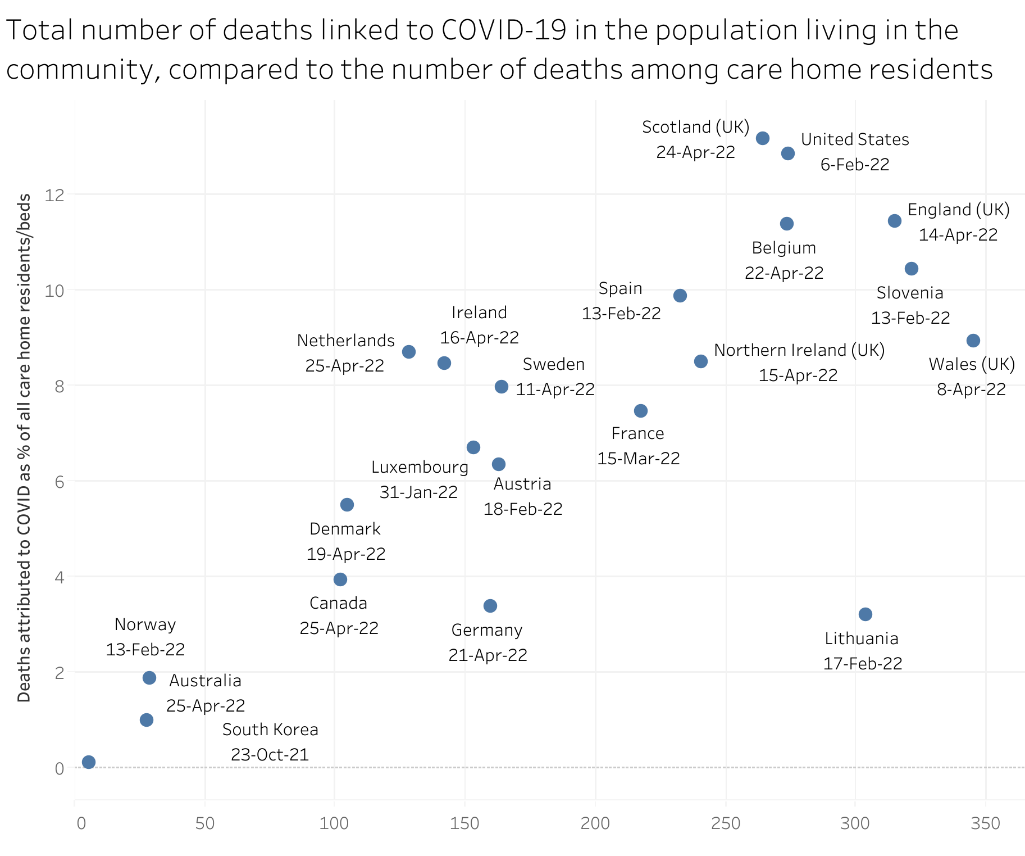 Total number of deaths linked to COVID-19 in the population living in the
community, compared to the number of deaths among care home residents
Deaths attributed to COVID as % of all care home residents/beds
Scotland (UK)
24-Apr-22
United States
6-Feb-22
12
England (UK)
14-Apr-22
Belgium
22-Apr-22
10
Spain
13-Feb-22
Slovenia
13-Feb-22
Ireland
16-Apr-22
Netherlands
25-Apr-22
Northern Ireland (UK)
15-Apr-22
Wales (UK)
8-Apr-22
8
Sweden
11-Apr-22
France
15-Mar-22
Luxembourg
31-Jan-22
6
Austria
18-Feb-22
Denmark
19-Apr-22
4
Canada
25-Apr-22
Germany
21-Apr-22
Lithuania
17-Feb-22
Norway
13-Feb-22
2
Australia
25-Apr-22
South Korea
23-Oct-21
0
0 50 100 150 200 250 300 350